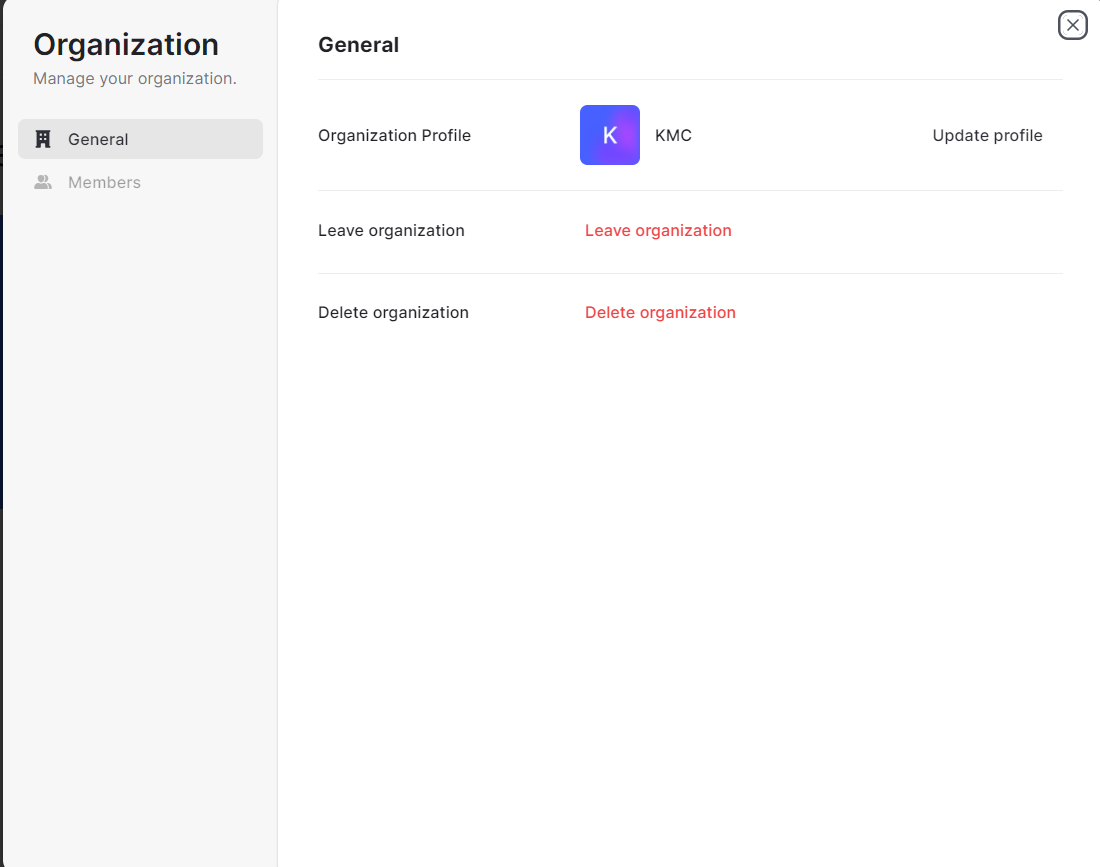 Organization
Manage your organization.
General
Members
General
Organization Profile
K
KMC
Update profile
Leave organization
Leave organization
Delete organization
Delete organization